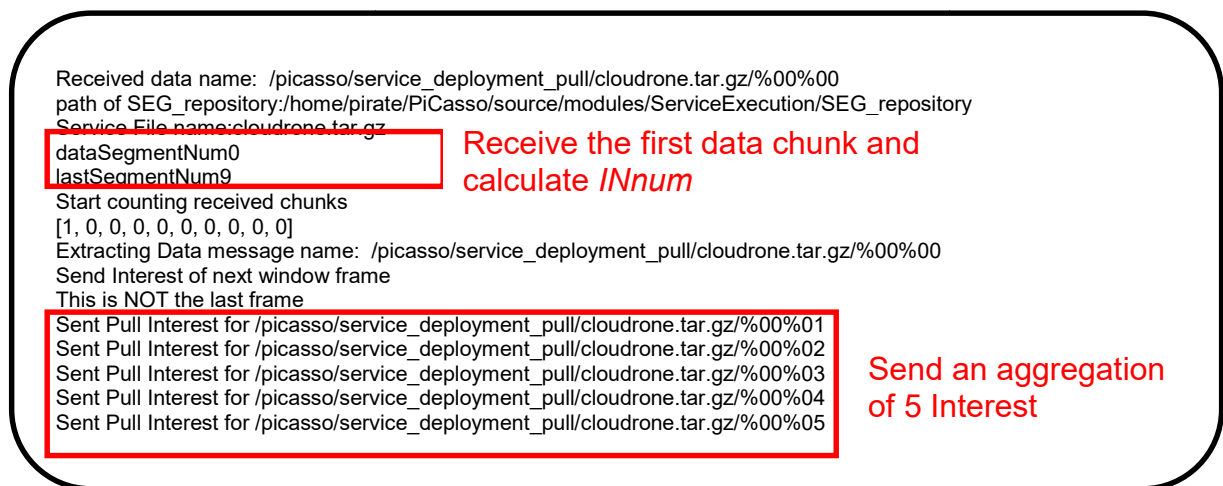 Received data name:  /picasso/service_deployment_pull/cloudrone.tar.gz/%00%00
path of SEG_repository:/home/pirate/PiCasso/source/modules/ServiceExecution/SEG_repository
Service File name:cloudrone.tar.gz
dataSegmentNum0
lastSegmentNum9
Receive the first data chunk and
calculate INnum
Start counting received chunks
[1, 0, 0, 0, 0, 0, 0, 0, 0, 0]
Extracting Data message name:  /picasso/service_deployment_pull/cloudrone.tar.gz/%00%00
Send Interest of next window frame
This is NOT the last frame
Sent Pull Interest for /picasso/service_deployment_pull/cloudrone.tar.gz/%00%01
Sent Pull Interest for /picasso/service_deployment_pull/cloudrone.tar.gz/%00%02
Sent Pull Interest for /picasso/service_deployment_pull/cloudrone.tar.gz/%00%03
Sent Pull Interest for /picasso/service_deployment_pull/cloudrone.tar.gz/%00%04
Sent Pull Interest for /picasso/service_deployment_pull/cloudrone.tar.gz/%00%05
Send an aggregation
of 5 Interest